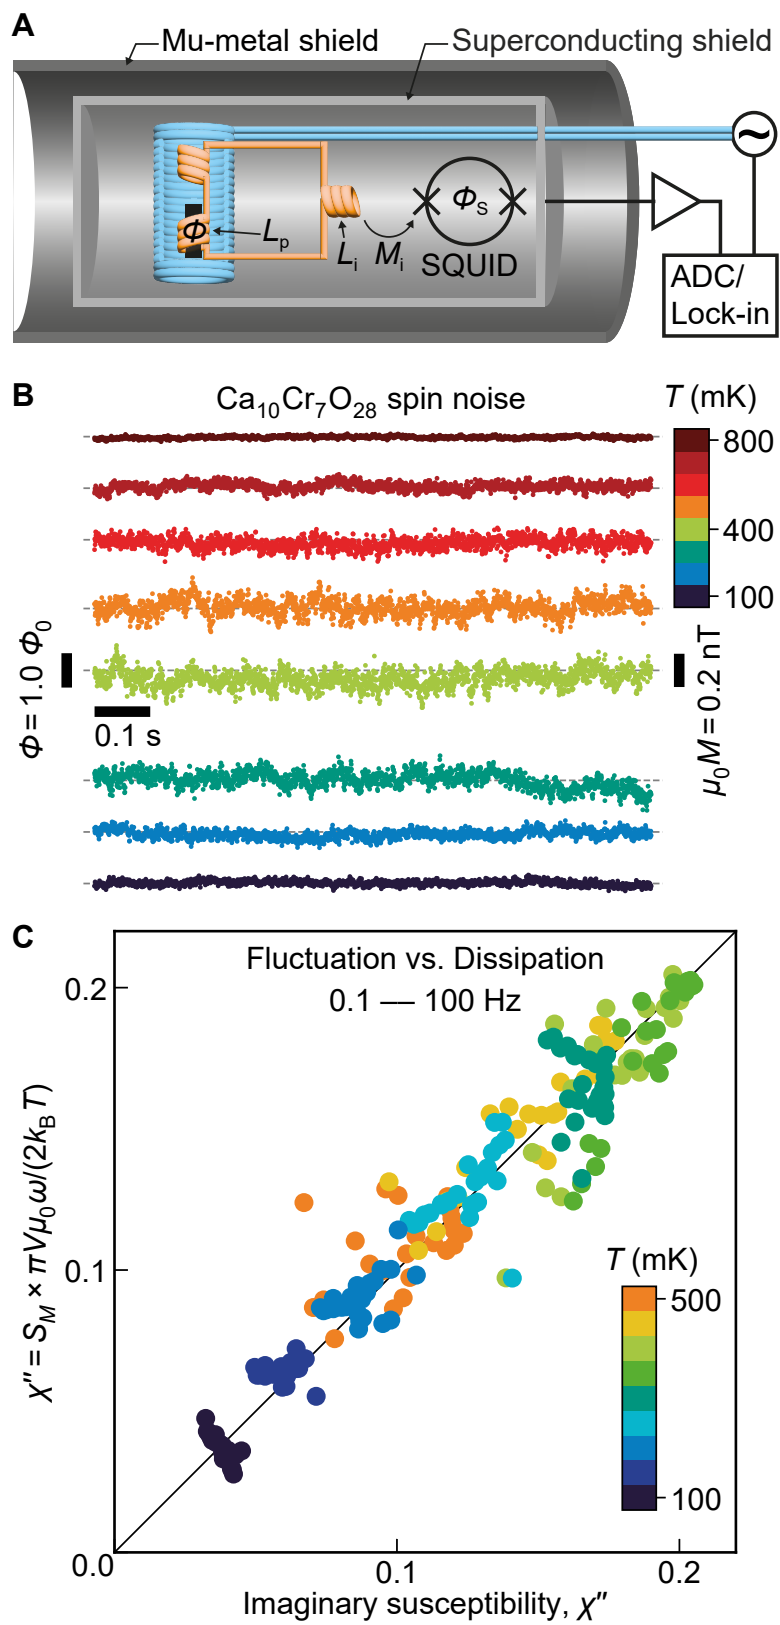 A
Mu-metal shield
Superconducting shield
~
Φ
Lp
Li
Mi
ΦS
SQUID
ADC/
Lock-in
B
Ca10Cr7O28 spin noise
T (mK)
800
400
100
Φ = 1.0 Φ0
0.1 s
μ0M = 0.2 nT
C
Fluctuation vs. Dissipation
0.1 — 100 Hz
0.2
0.1
0.0
χ″ = SM × πVμ0ω/(2kBT)
T (mK)
500
100
0.1
0.2
Imaginary susceptibility, χ″